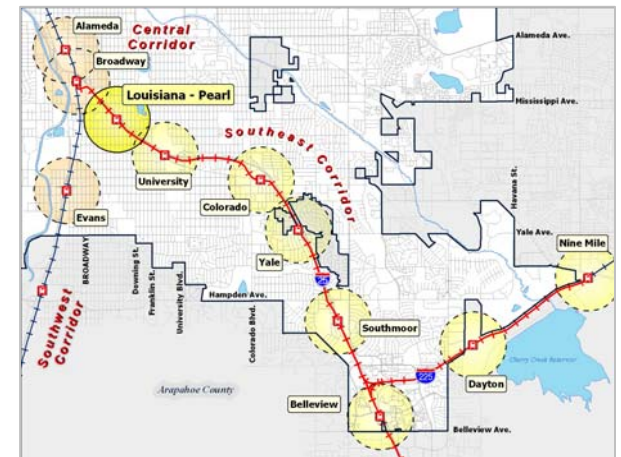 Alameda
Central
Corridor
Broadway
Alameda Ave.
Louisiana - Pearl
Mississippi Ave.
Southeast Corridor
University
Colorado
Havana St.
Evans
Yale
Yale Ave.
Nine Mile
BROADWAY
Downing St.
Franklin St.
University Blvd.
Hampden Ave.
25
Colorado Blvd.
Southwest
Corridor
Southmoor
Cherry Creek Reservoir
225
Dayton
Arapahoe County
Belleview
Belleview Ave.